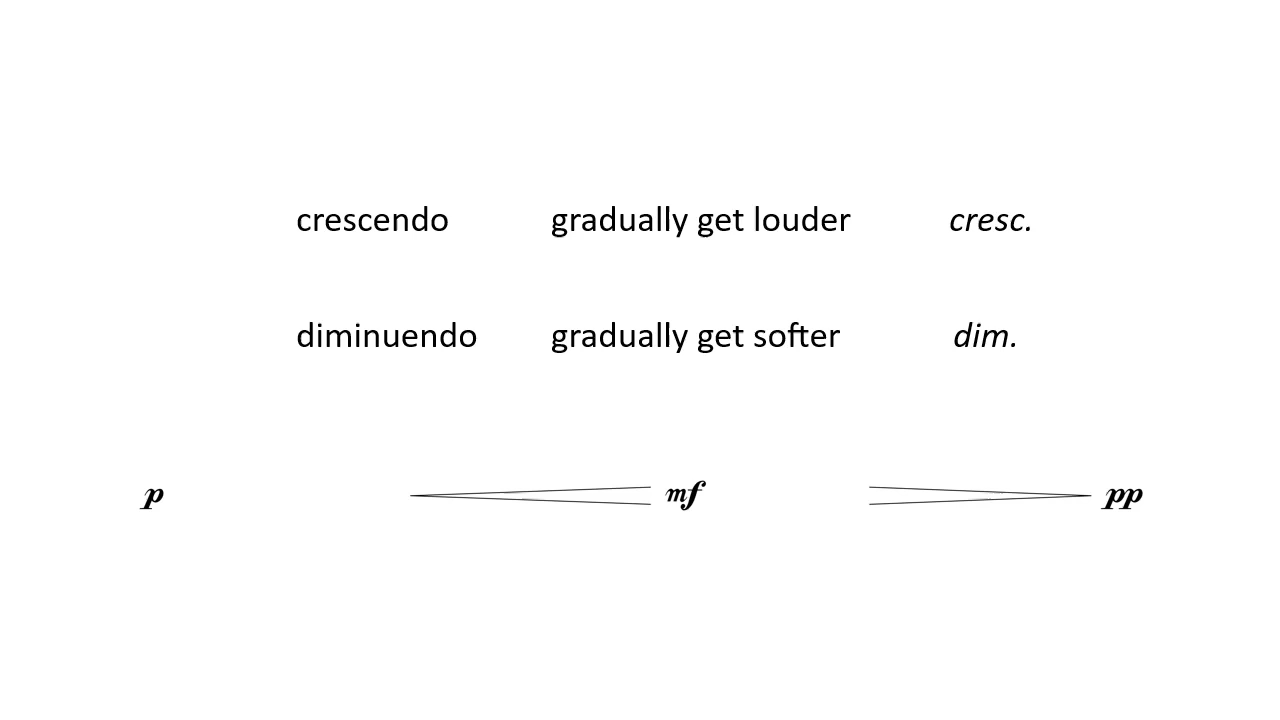 crescendo gradually get louder cresc.
diminuendo gradually get softer dim.
p mf pp